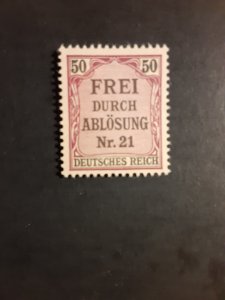 50 50
FREI
DURCH
ABLÖSUNG
Nr. 21
DEUTSCHES REICH